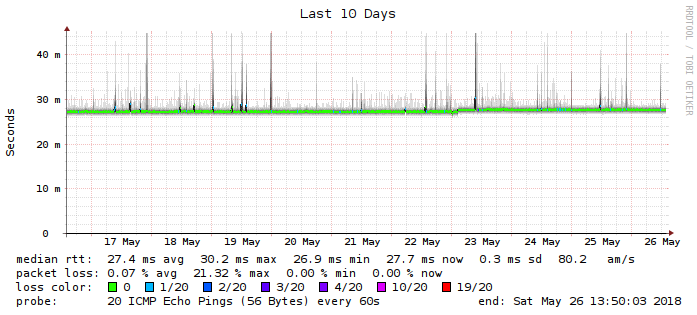 Last 10 Days
RRDTOOL / TOBI OETIKER
Seconds
40 m
30 m
20 m
10 m
0
17 May 18 May 19 May 20 May 21 May 22 May 23 May 24 May 25 May 26 May
median rtt: 27.4 ms avg 30.2 ms max 26.9 ms min 27.7 ms now 0.3 ms sd 80.2 am/s
packet loss: 0.07 % avg 21.32 % max 0.00 % min 0.00 % now
loss color: 0 1/20 2/20 3/20 4/20 10/20 19/20
probe: 20 ICMP Echo Pings (56 Bytes) every 60s end: Sat May 26 13:50:03 2018